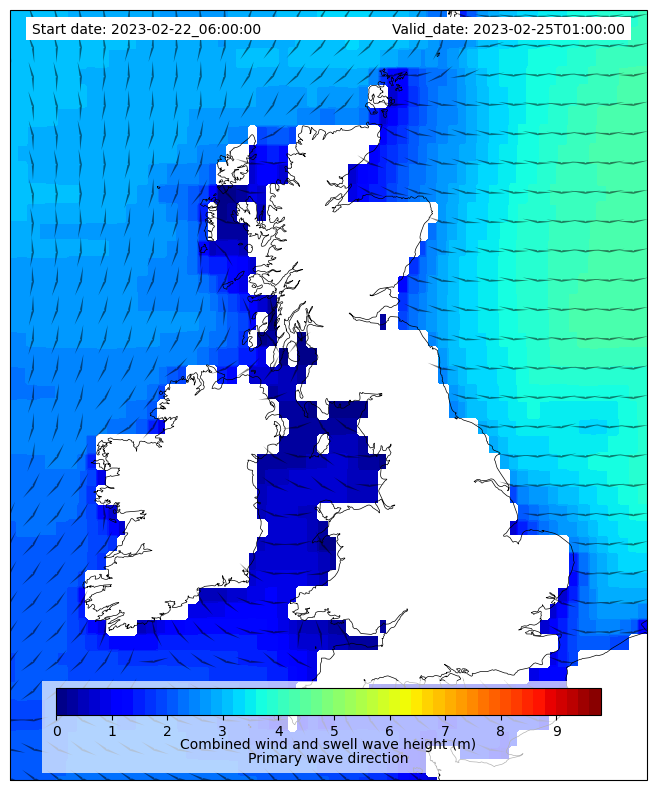 Start date: 2023-02-22_06:00:00
Valid_date: 2023-02-25T01:00:00
0 1 2 3 4 5 6 7 8 9
Combined wind and swell wave height (m)
Primary wave direction